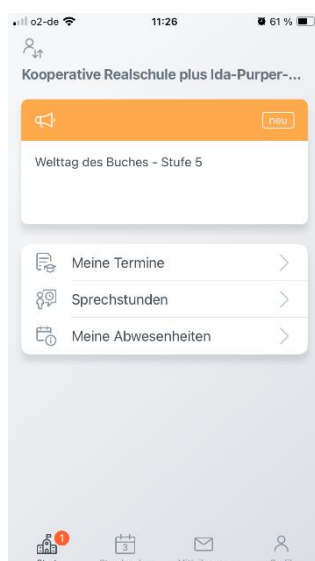 o2-de 11:26 61 %
Kooperative Realschule plus Ida-Purper-...
neu
Welttag des Buches - Stufe 5
Meine Termine
Sprechstunden
Meine Abwesenheiten
1
3